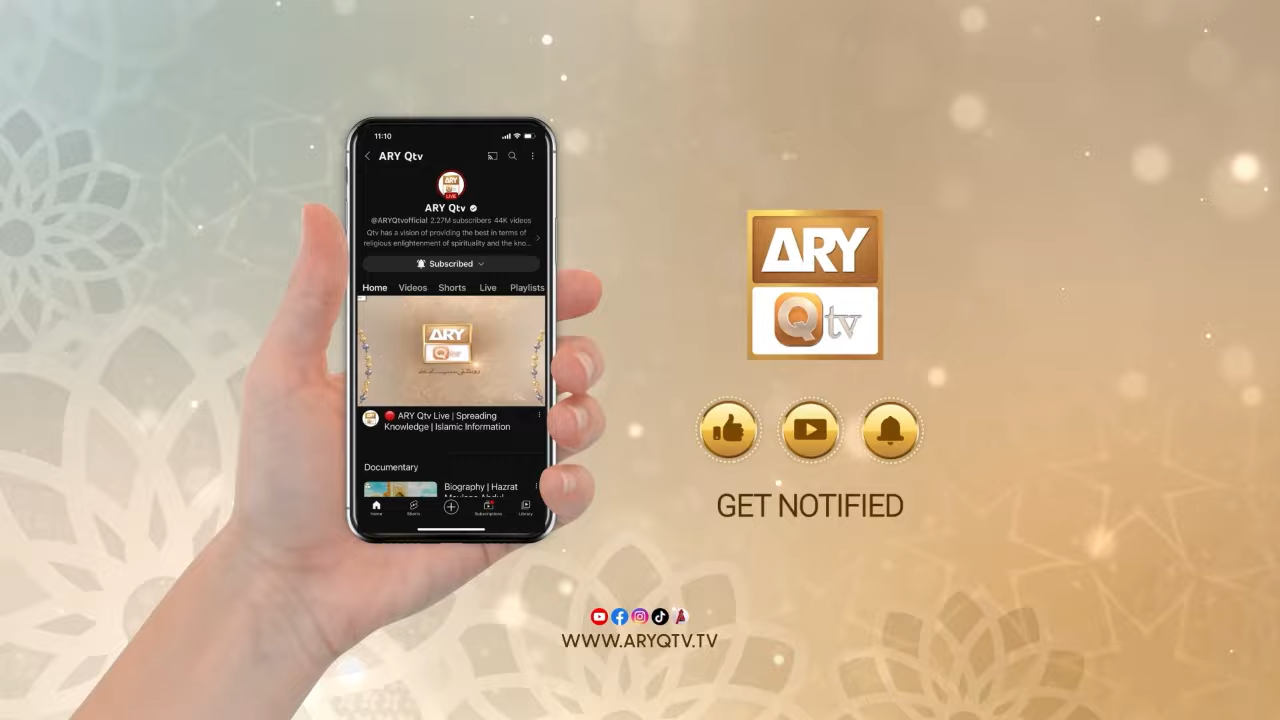 11:10
ARY Qtv
LIVE
ARY Qtv
@ARYQtvofficial 2.27M subscribers 44K videos
Qtv has a vision of providing the best in terms of
religious enlightenment of spirituality and the kno...
Subscribed
Home Videos Shorts Live Playlists
ARY
Qtv
ARY Qtv Live | Spreading
Knowledge | Islamic Information
Documentary
Biography | Hazrat
Home Shorts Subscriptions Library
ARY
Qtv
GET NOTIFIED
WWW.ARYQTV.TV